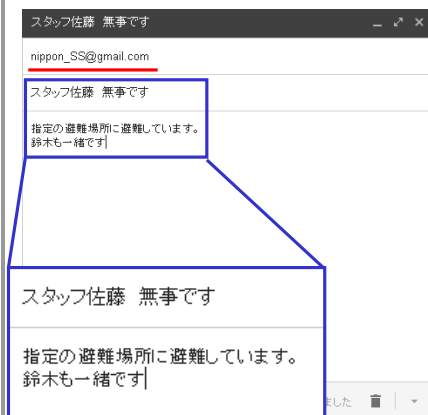 スタッフ佐藤 無事です
nippon_SS@gmail.com
スタッフ佐藤 無事です
指定の避難場所に避難しています。
鈴木も一緒です
スタッフ佐藤 無事です
指定の避難場所に避難しています。
鈴木も一緒です
ました